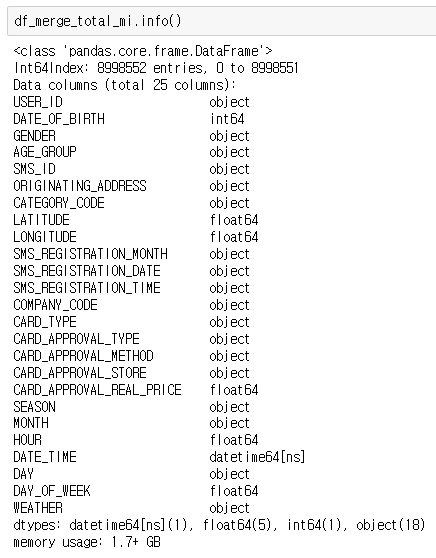 df_merge_total_mi.info()
<class 'pandas.core.frame.DataFrame'>
Int64Index: 8998552 entries, 0 to 8998551
Data columns (total 25 columns):
USER_ID                   object
DATE_OF_BIRTH             int64
GENDER                    object
AGE_GROUP                 object
SMS_ID                    object
ORIGINATING_ADDRESS       object
CATEGORY_CODE             object
LATITUDE                  float64
LONGITUDE                 float64
SMS_REGISTRATION_MONTH    object
SMS_REGISTRATION_DATE     object
SMS_REGISTRATION_TIME     object
COMPANY_CODE              object
CARD_TYPE                 object
CARD_APPROVAL_TYPE        object
CARD_APPROVAL_METHOD      object
CARD_APPROVAL_STORE       object
CARD_APPROVAL_REAL_PRICE  float64
SEASON                    object
MONTH                     object
HOUR                      float64
DATE_TIME                 datetime64[ns]
DAY                       object
DAY_OF_WEEK               float64
WEATHER                   object
dtypes: datetime64[ns](1), float64(5), int64(1), object(18)
memory usage: 1.7+ GB